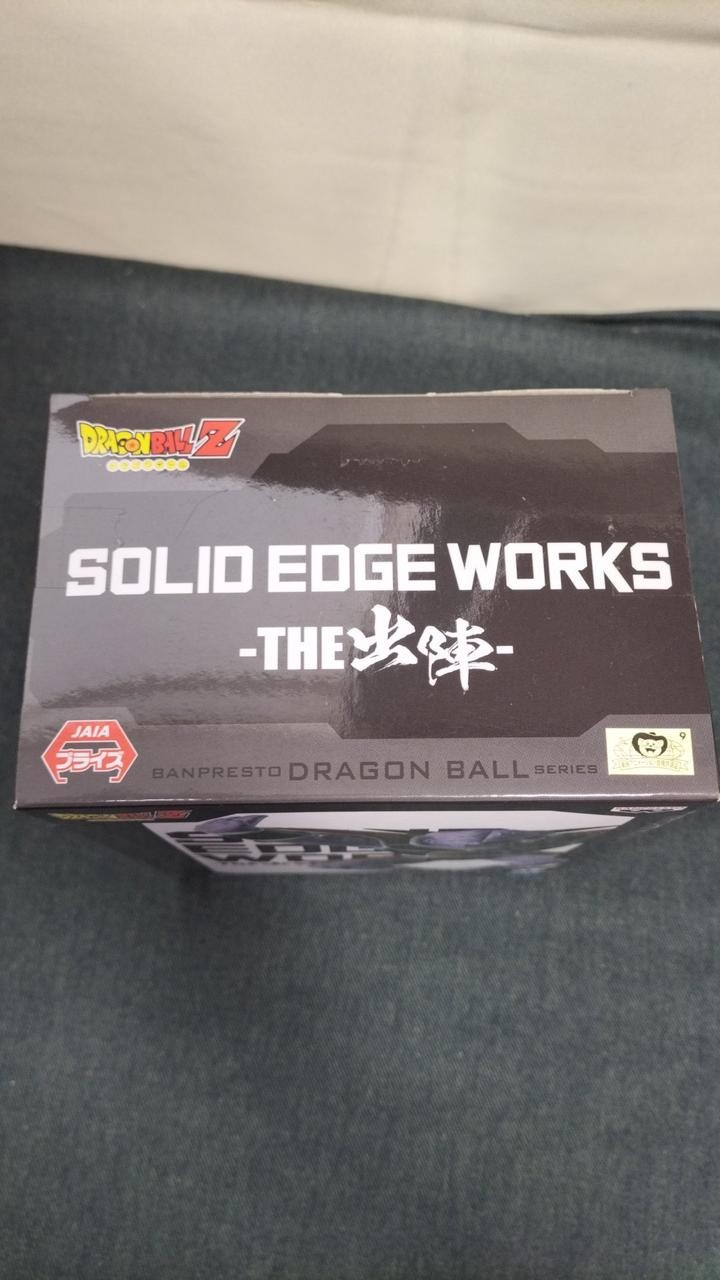 DRAGON BALL Z
SOLID EDGE WORKS
-THE出陣-
JAIA
プライズ
BANPRESTO DRAGON BALL SERIES
9